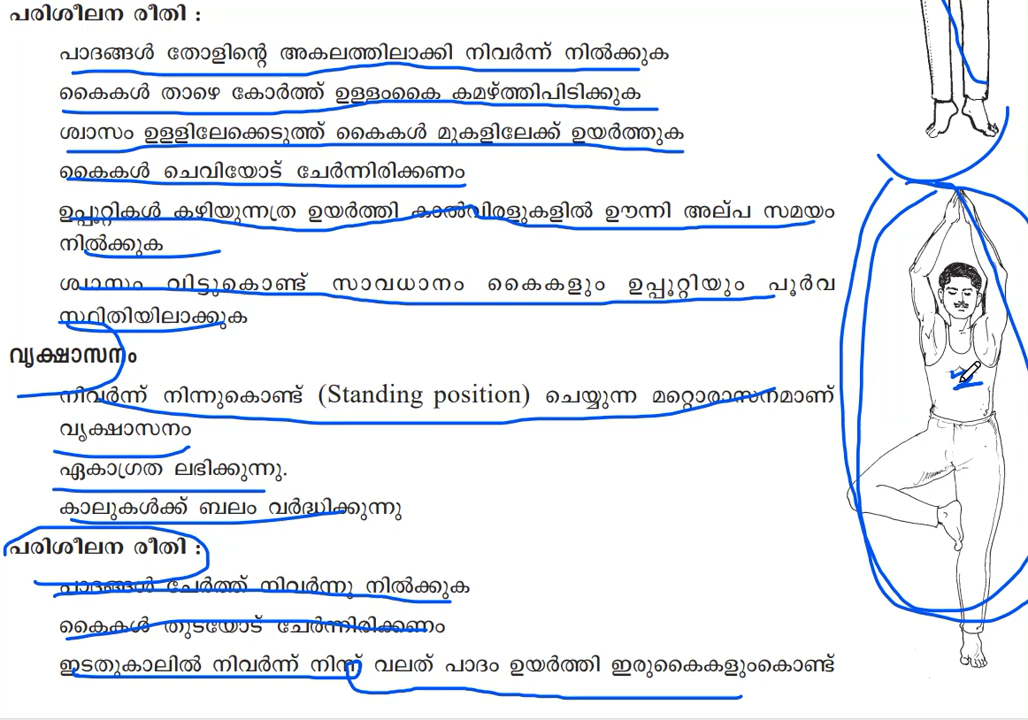 പരിശീലന രീതി :
പാദങ്ങൾ തോളിന്റെ അകലത്തിലാക്കി നിവർന്ന് നിൽക്കുക
കൈകൾ താഴെ കോർത്ത് ഉള്ളംകൈ കമഴ്ത്തിപിടിക്കുക
ശ്വാസം ഉള്ളിലേക്കെടുത്ത് കൈകൾ മുകളിലേക്ക് ഉയർത്തുക
കൈകൾ ചെവിയോട് ചേർന്നിരിക്കണം
ഉപ്പൂറ്റികൾ കഴിയുന്നത്ര ഉയർത്തി കാൽവിരളുകളിൽ ഊന്നി അല്പ സമയം
നിൽക്കുക
ശ്വാസം വിട്ടുകൊണ്ട് സാവധാനം കൈകളും ഉപ്പൂറ്റിയും പൂർവ
സ്ഥിതിയിലാക്കുക
വൃക്ഷാസനം
നിവർന്ന് നിന്നുകൊണ്ട് (Standing position) ചെയ്യുന്ന മറ്റൊരാസനമാണ്
വൃക്ഷാസനം
ഏകാഗ്രത ലഭിക്കുന്നു.
കാലുകൾക്ക് ബലം വർദ്ധിക്കുന്നു
പരിശീലന രീതി :
പാദങ്ങൾ ചേർത്ത് നിവർന്നു നിൽക്കുക
കൈകൾ തുടയോട് ചേർന്നിരിക്കണം
ഇടതുകാലിൽ നിവർന്ന് നിന്ന് വലത് പാദം ഉയർത്തി ഇരുകൈകളുംകൊണ്ട്